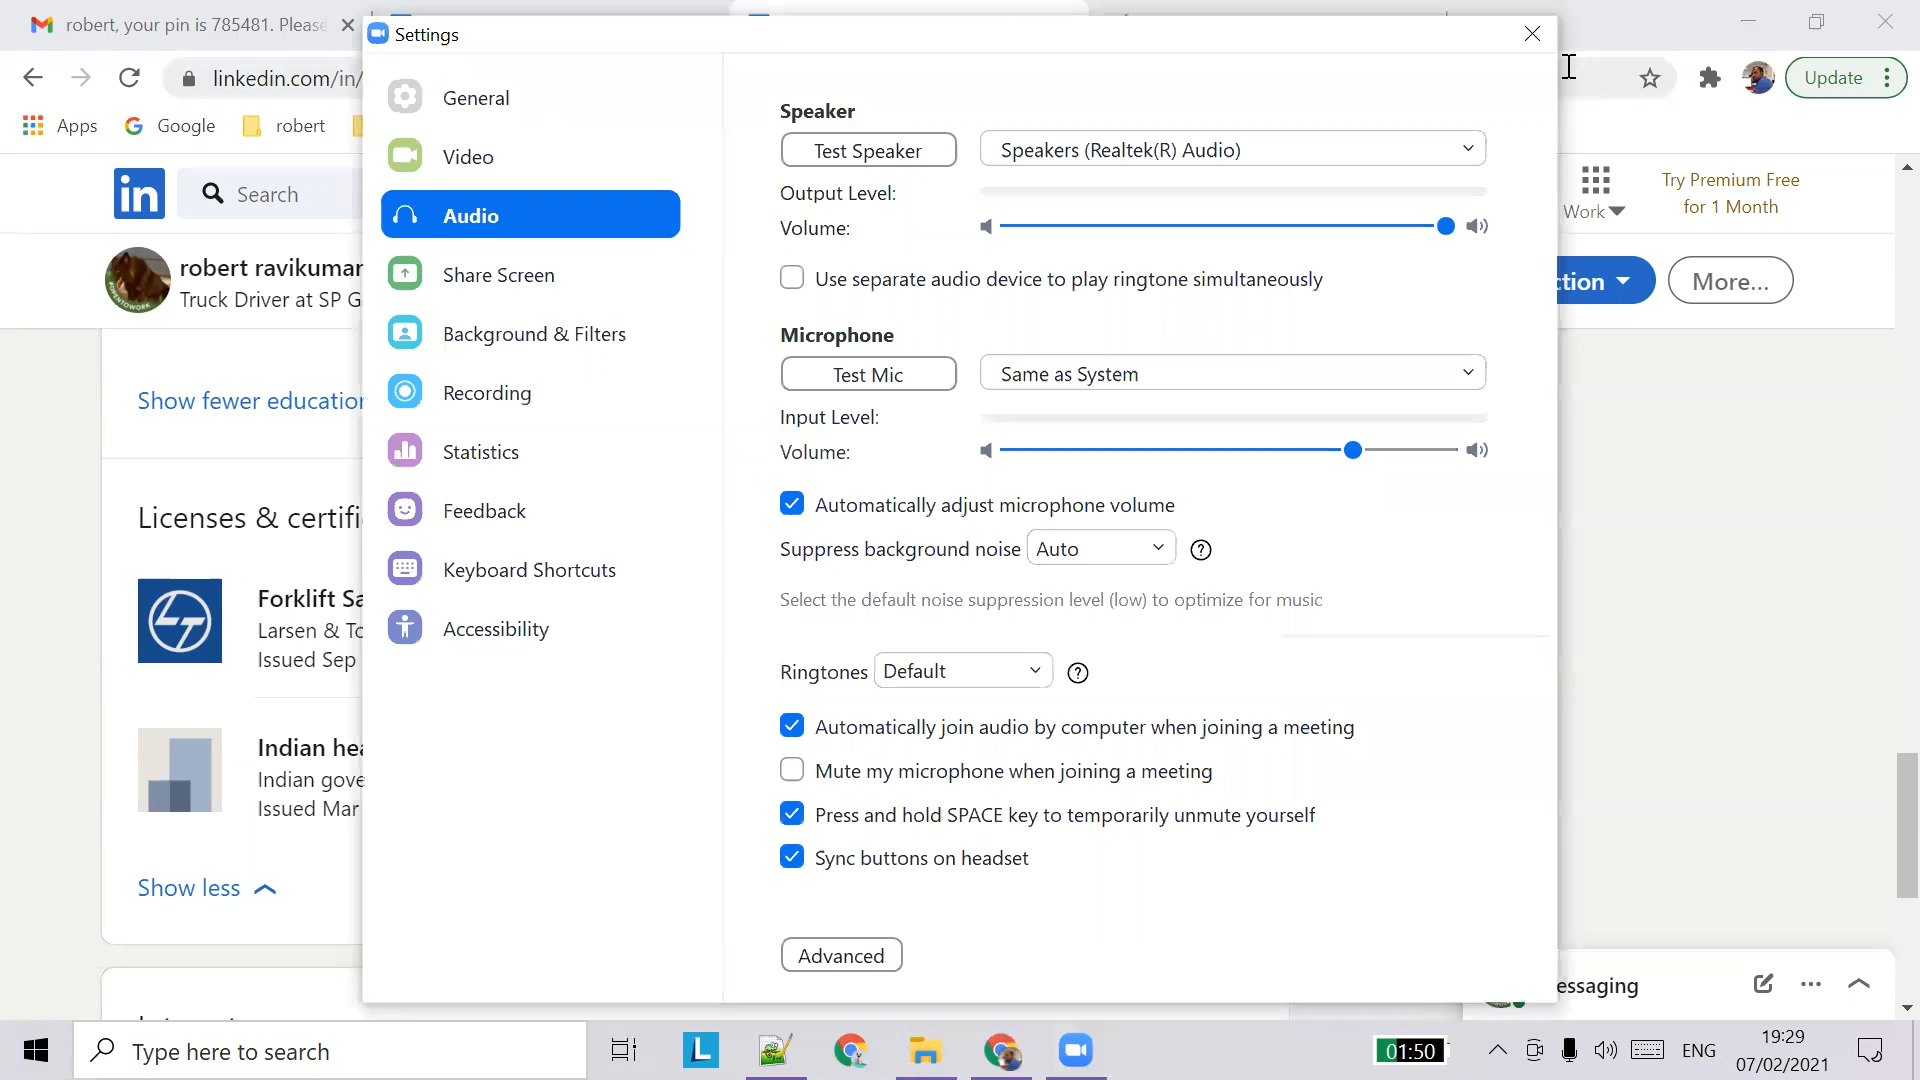 robert, your pin is 785481. Please
Settings
linkedin.com/in/
Update
Apps
Google
robert
in
Search
Work
Try Premium Free
for 1 Month
robert ravikumar
Truck Driver at SP G
ction
More...
Show fewer education
Licenses & certifi
Forklift Sa
Larsen & To
Issued Sep
Indian hea
Indian gove
Issued Mar
Show less
General
Video
Audio
Share Screen
Background & Filters
Recording
Statistics
Feedback
Keyboard Shortcuts
Accessibility
Speaker
Test Speaker
Speakers (Realtek(R) Audio)
Output Level:
Volume:
Use separate audio device to play ringtone simultaneously
Microphone
Test Mic
Same as System
Input Level:
Volume:
Automatically adjust microphone volume
Suppress background noise Auto
Select the default noise suppression level (low) to optimize for music
Ringtones Default
Automatically join audio by computer when joining a meeting
Mute my microphone when joining a meeting
Press and hold SPACE key to temporarily unmute yourself
Sync buttons on headset
Advanced
essaging
Type here to search
L
01:50
ENG
19:29
07/02/2021